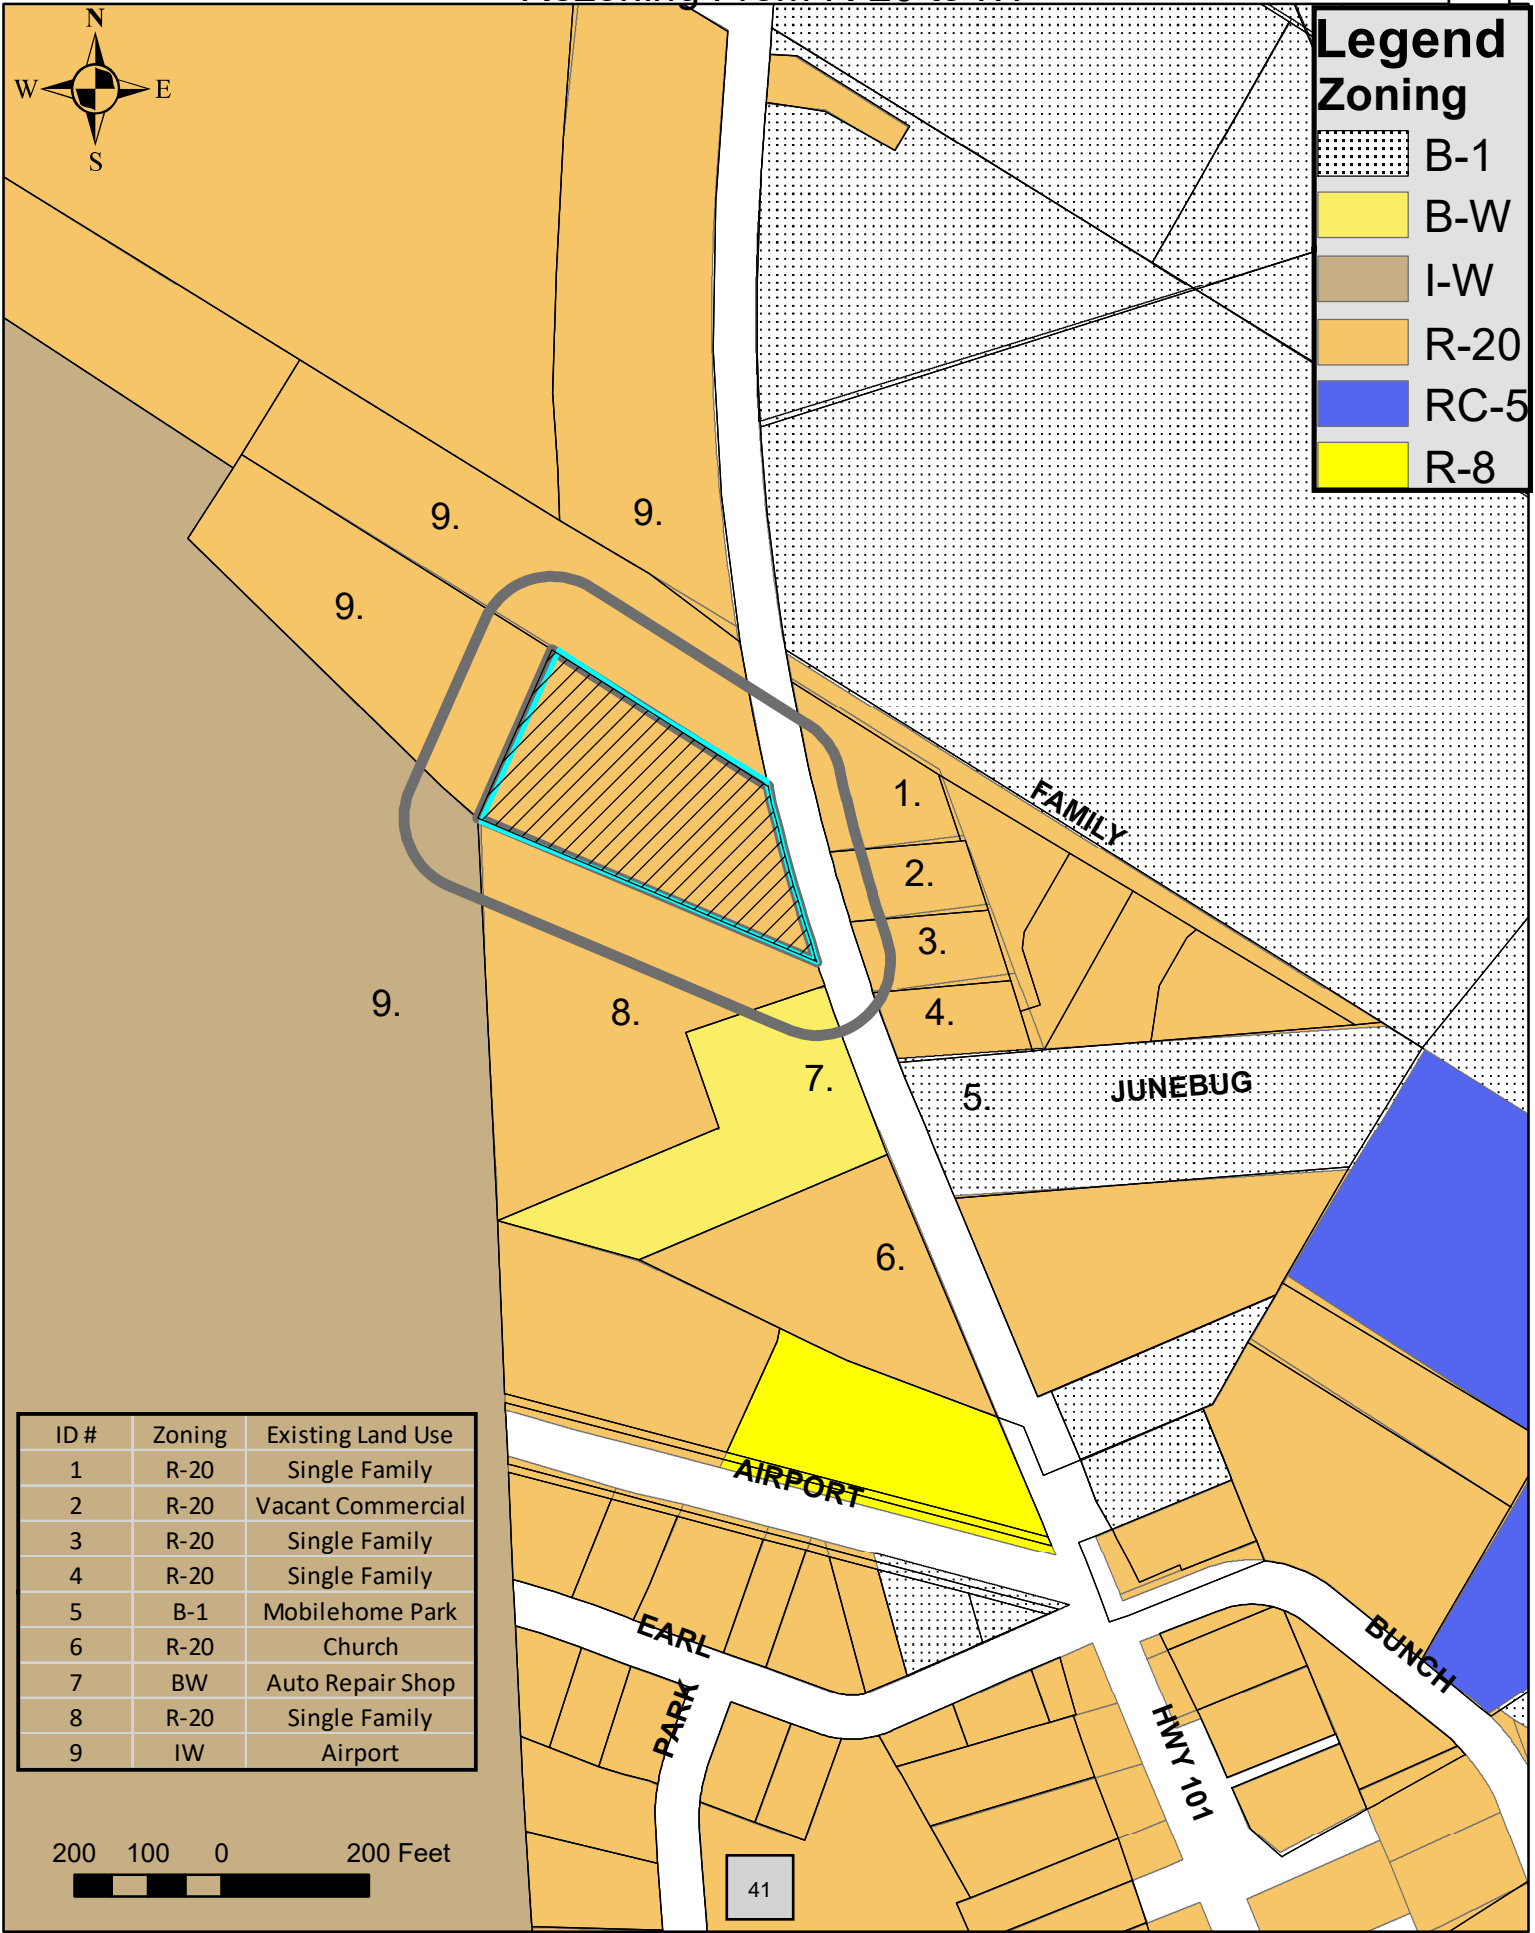 N
W E
S
Legend
Zoning
B-1
B-W
I-W
R-20
RC-5
R-8
9.
9.
9.
1.
FAMILY
2.
3.
9.
8.
4.
7.
5.
JUNEBUG
6.
AIRPORT
EARL
PARK
BUNCH
HWY 101
ID # Zoning Existing Land Use
1 R-20 Single Family
2 R-20 Vacant Commercial
3 R-20 Single Family
4 R-20 Single Family
5 B-1 Mobilehome Park
6 R-20 Church
7 BW Auto Repair Shop
8 R-20 Single Family
9 IW Airport
200 100 0 200 Feet
41